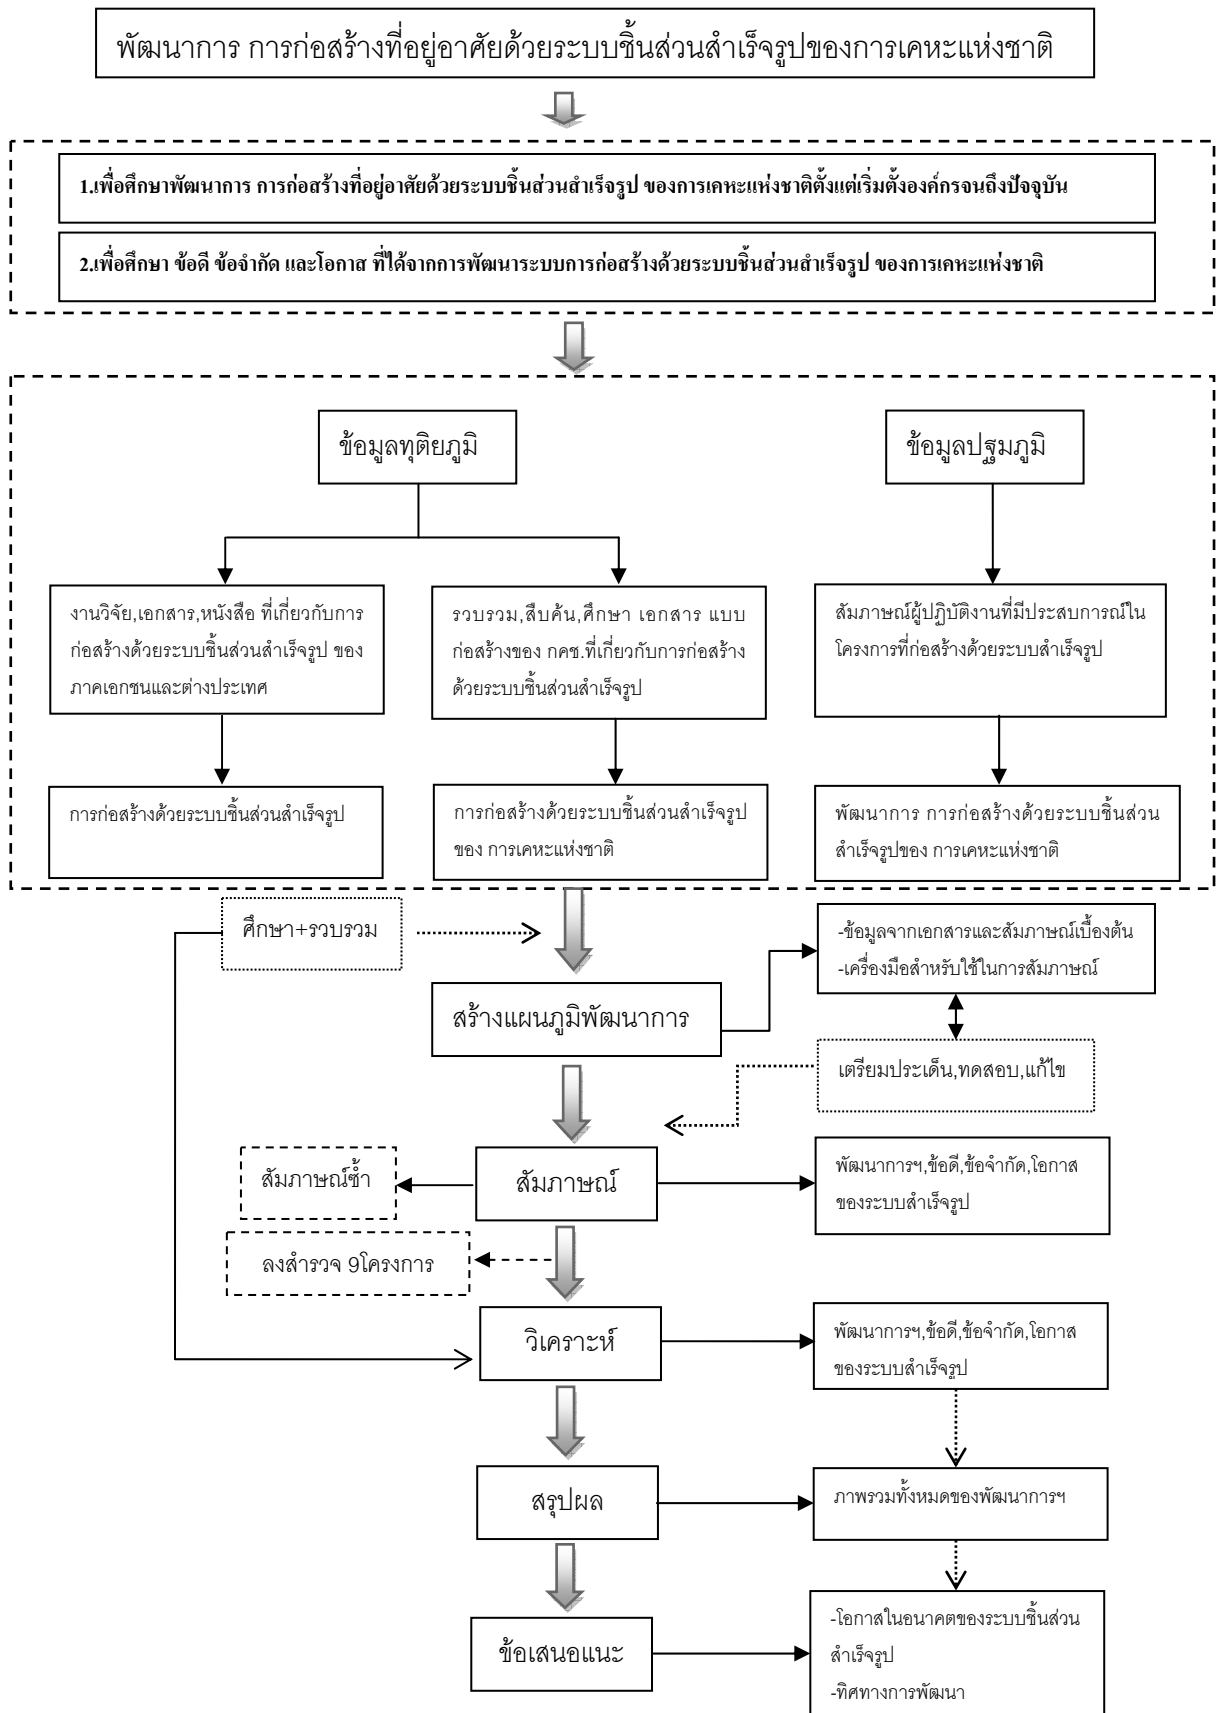 พัฒนาการ การก่อสร้างที่อยู่อาศัยด้วยระบบชิ้นส่วนสำเร็จรูปของการเคหะแห่งชาติ
1.เพื่อศึกษาพัฒนาการ การก่อสร้างที่อยู่อาศัยด้วยระบบชิ้นส่วนสำเร็จรูป ของการเคหะแห่งชาติตั้งแต่เริ่มตั้งองค์กรจนถึงปัจจุบัน
2.เพื่อศึกษา ข้อดี ข้อจำกัด และโอกาส ที่ได้จากการพัฒนาระบบการก่อสร้างด้วยระบบชิ้นส่วนสำเร็จรูป ของการเคหะแห่งชาติ
ข้อมูลทุติยภูมิ
ข้อมูลปฐมภูมิ
งานวิจัย,เอกสาร,หนังสือ ที่เกี่ยวกับการ
ก่อสร้างด้วยระบบชิ้นส่วนสำเร็จรูป ของ
ภาคเอกชนและต่างประเทศ
รวบรวม,สืบค้น,ศึกษา เอกสาร แบบ
ก่อสร้างของ กคช.ที่เกี่ยวกับการก่อสร้าง
ด้วยระบบชิ้นส่วนสำเร็จรูป
สัมภาษณ์ผู้ปฏิบัติงานที่มีประสบการณ์ใน
โครงการที่ก่อสร้างด้วยระบบสำเร็จรูป
การก่อสร้างด้วยระบบชิ้นส่วนสำเร็จรูป
การก่อสร้างด้วยระบบชิ้นส่วนสำเร็จรูป
ของ การเคหะแห่งชาติ
พัฒนาการ การก่อสร้างด้วยระบบชิ้นส่วน
สำเร็จรูปของ การเคหะแห่งชาติ
ศึกษา+รวบรวม
-ข้อมูลจากเอกสารและสัมภาษณ์เบื้องต้น
-เครื่องมือสำหรับใช้ในการสัมภาษณ์
สร้างแผนภูมิพัฒนาการ
เตรียมประเด็น,ทดสอบ,แก้ไข
สัมภาษณ์ซ้ำ
สัมภาษณ์
พัฒนาการฯ,ข้อดี,ข้อจำกัด,โอกาส
ของระบบสำเร็จรูป
ลงสำรวจ 9โครงการ
วิเคราะห์
พัฒนาการฯ,ข้อดี,ข้อจำกัด,โอกาส
ของระบบสำเร็จรูป
สรุปผล
ภาพรวมทั้งหมดของพัฒนาการฯ
ข้อเสนอแนะ
-โอกาสในอนาคตของระบบชิ้นส่วน
สำเร็จรูป
-ทิศทางการพัฒนา